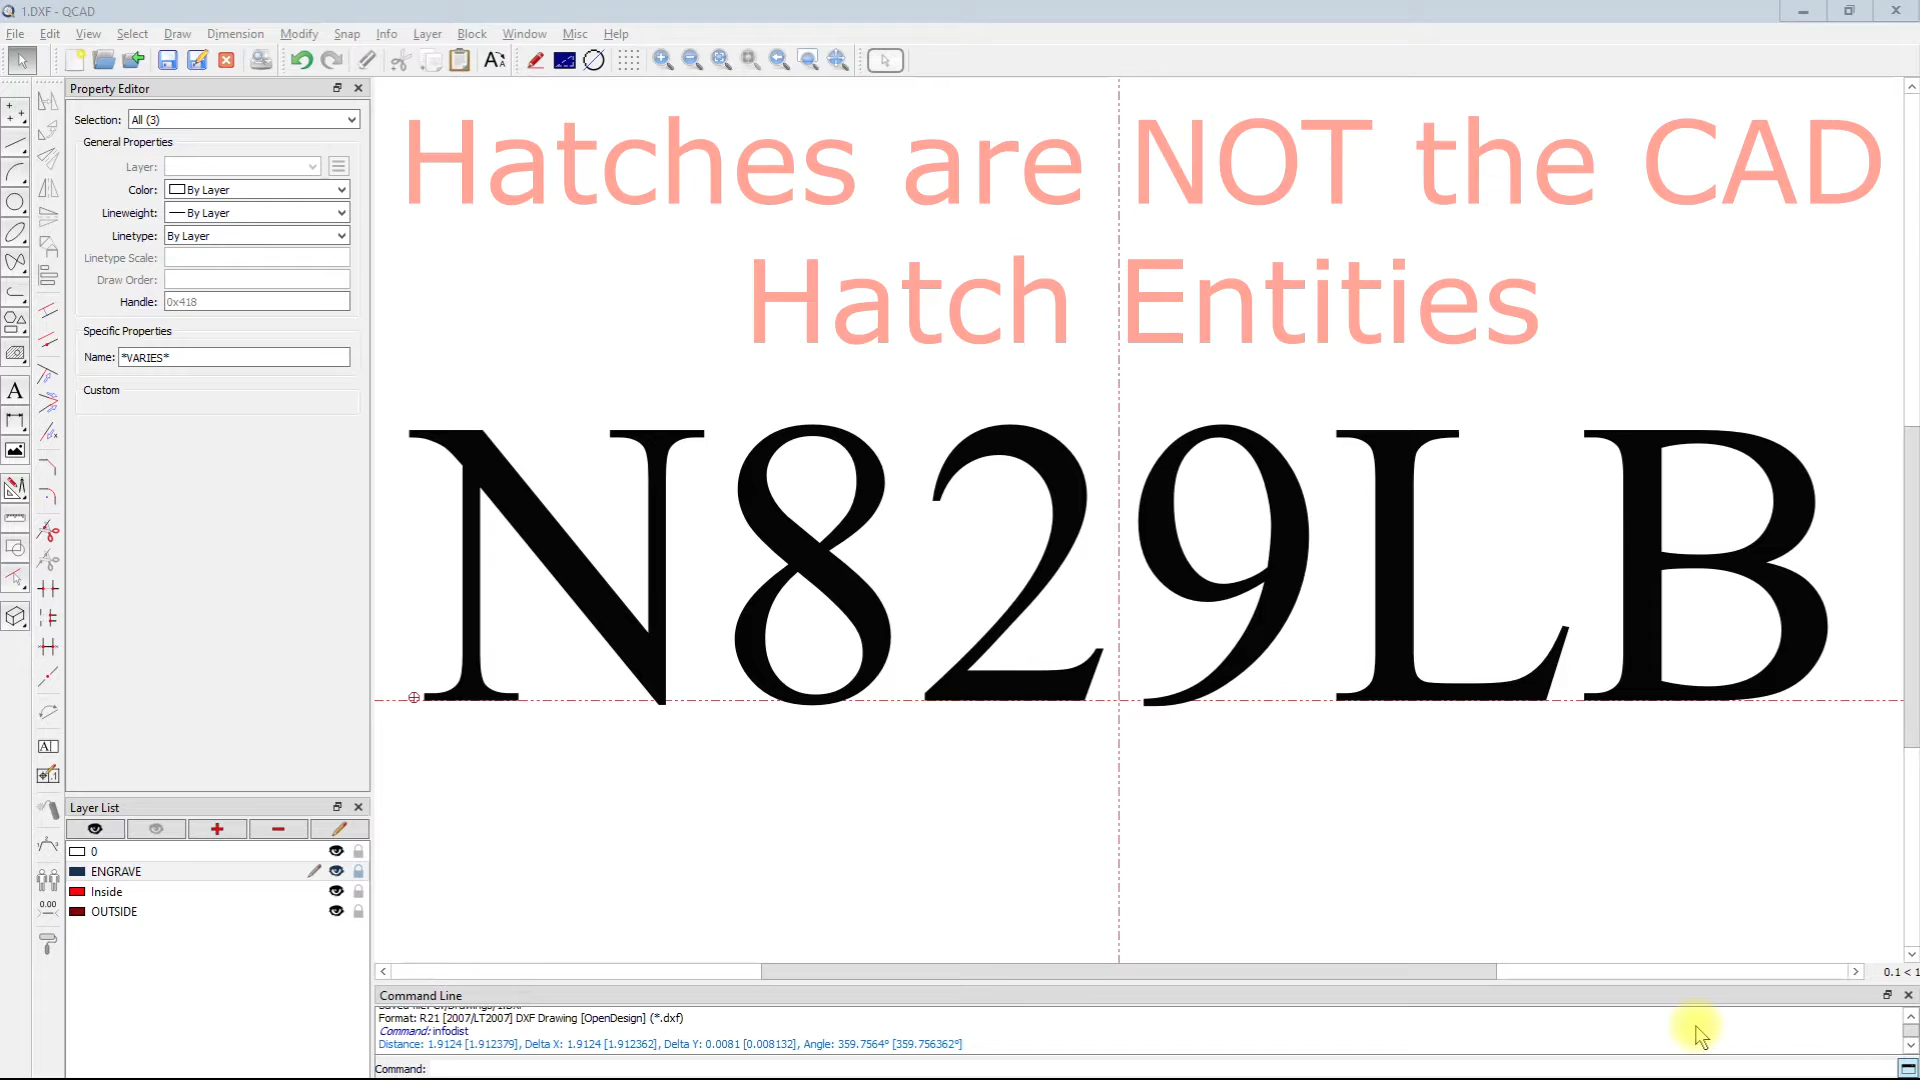 1.DXF - QCAD
File Edit View Select Draw Dimension Modify Snap Info Layer Block Window Misc Help
Property Editor
Selection: All (3)
General Properties
Layer:
Color: By Layer
Lineweight: By Layer
Linetype: By Layer
Linetype Scale:
Draw Order:
Handle: 0x418
Specific Properties
Name: *VARIES*
Custom
Hatches are NOT the CAD
Hatch Entities
N829LB
Layer List
0
ENGRAVE
Inside
OUTSIDE
0.1 < 1
Command Line
Format: R21 [2007/LT2007] DXF Drawing [OpenDesign] (*.dxf)
Command: infodist
Distance: 1.9124 [1.912379], Delta X: 1.9124 [1.912362], Delta Y: 0.0081 [0.008132], Angle: 359.7564° [359.756362°]
Command: